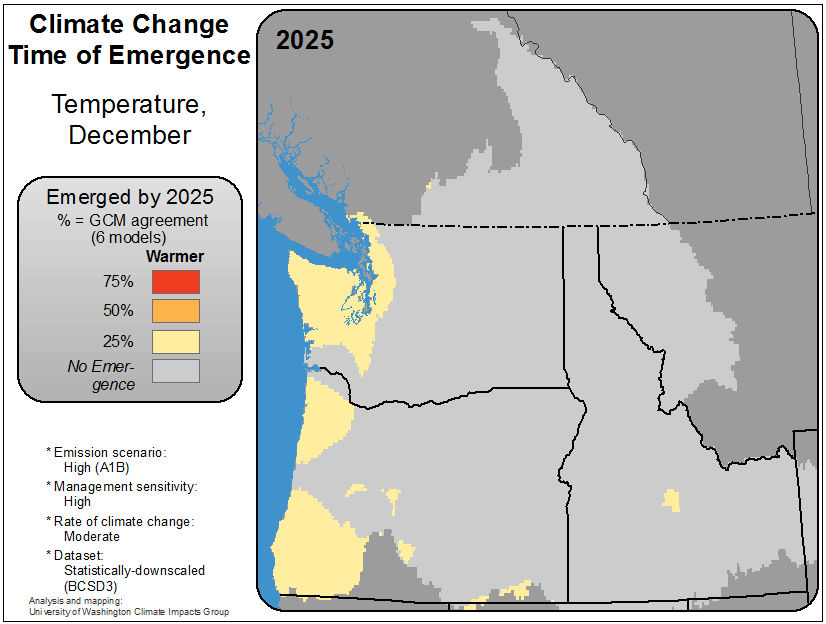 Climate Change
Time of Emergence
Temperature,
December
Emerged by 2025
% = GCM agreement
(6 models)
Warmer
75%
50%
25%
No Emer-
gence
* Emission scenario:
High (A1B)
* Management sensitivity:
High
* Rate of climate change:
Moderate
* Dataset:
Statistically-downscaled
(BCSD3)
Analysis and mapping:
University of Washington Climate Impacts Group
2025